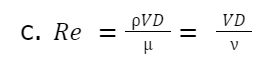 c. Re = ρVD/μ = VD/ν